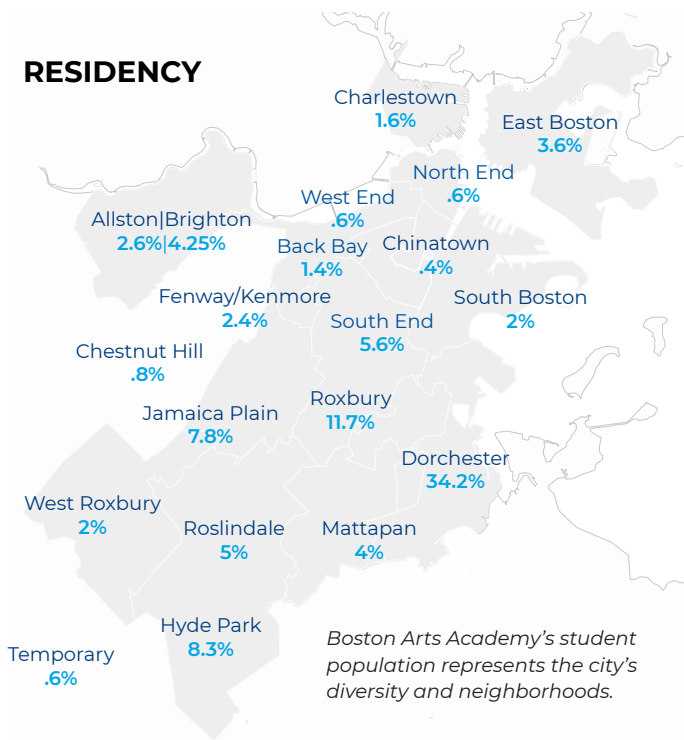 RESIDENCY
Charlestown
1.6%
East Boston
3.6%
North End
.6%
West End
.6%
Allston|Brighton
2.6%|4.25%
Back Bay
1.4%
Chinatown
.4%
Fenway/Kenmore
2.4%
South Boston
2%
South End
5.6%
Chestnut Hill
.8%
Roxbury
11.7%
Jamaica Plain
7.8%
Dorchester
34.2%
West Roxbury
2%
Roslindale
5%
Mattapan
4%
Hyde Park
8.3%
Temporary
.6%
Boston Arts Academy’s student
population represents the city’s
diversity and neighborhoods.